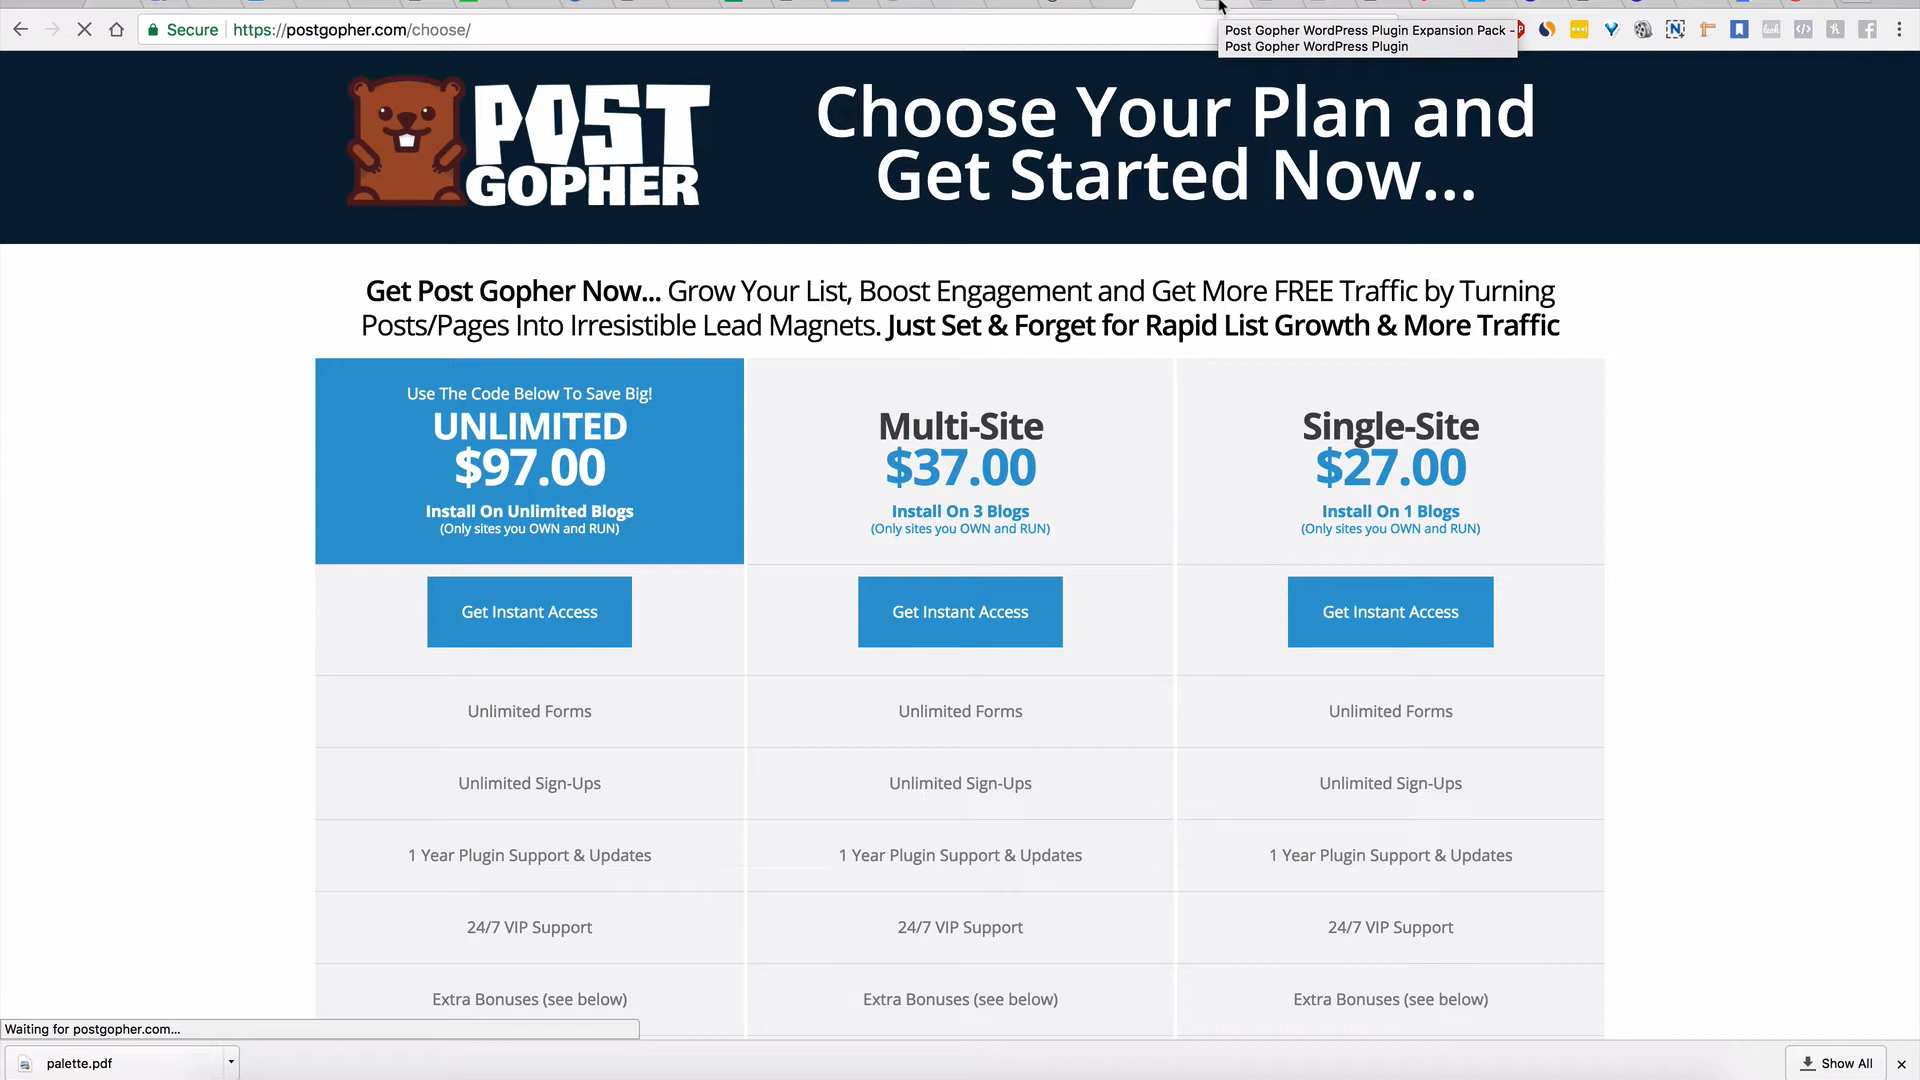 Secure https://postgopher.com/choose/
Post Gopher WordPress Plugin Expansion Pack -
Post Gopher WordPress Plugin
POST
GOPHER
Choose Your Plan and
Get Started Now...
Get Post Gopher Now... Grow Your List, Boost Engagement and Get More FREE Traffic by Turning
Posts/Pages Into Irresistible Lead Magnets. Just Set & Forget for Rapid List Growth & More Traffic
Use The Code Below To Save Big!
UNLIMITED
$97.00
Install On Unlimited Blogs
(Only sites you OWN and RUN)
Get Instant Access
Unlimited Forms
Unlimited Sign-Ups
1 Year Plugin Support & Updates
24/7 VIP Support
Extra Bonuses (see below)
Multi-Site
$37.00
Install On 3 Blogs
(Only sites you OWN and RUN)
Get Instant Access
Unlimited Forms
Unlimited Sign-Ups
1 Year Plugin Support & Updates
24/7 VIP Support
Extra Bonuses (see below)
Single-Site
$27.00
Install On 1 Blogs
(Only sites you OWN and RUN)
Get Instant Access
Unlimited Forms
Unlimited Sign-Ups
1 Year Plugin Support & Updates
24/7 VIP Support
Extra Bonuses (see below)
Waiting for postgopher.com...
palette.pdf
Show All